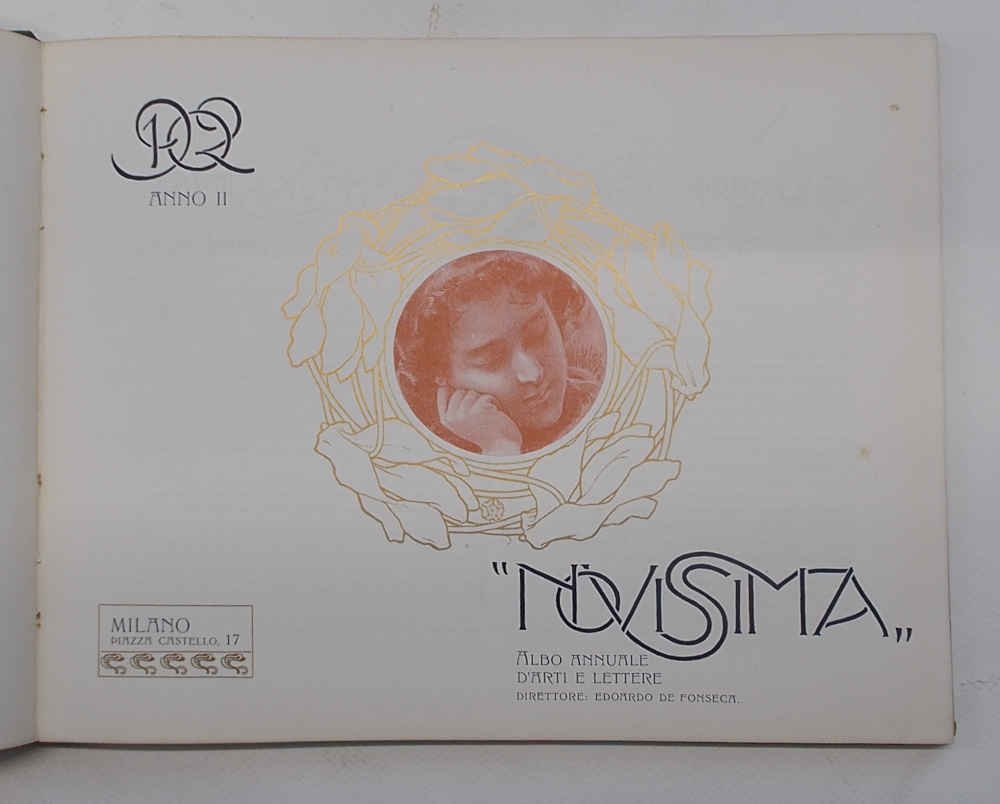 1902
ANNO II
"NOVISSIMA„
ALBO ANNUALE
D'ARTI E LETTERE
DIRETTORE: EDOARDO DE FONSECA.
MILANO
PIAZZA CASTELLO, 17